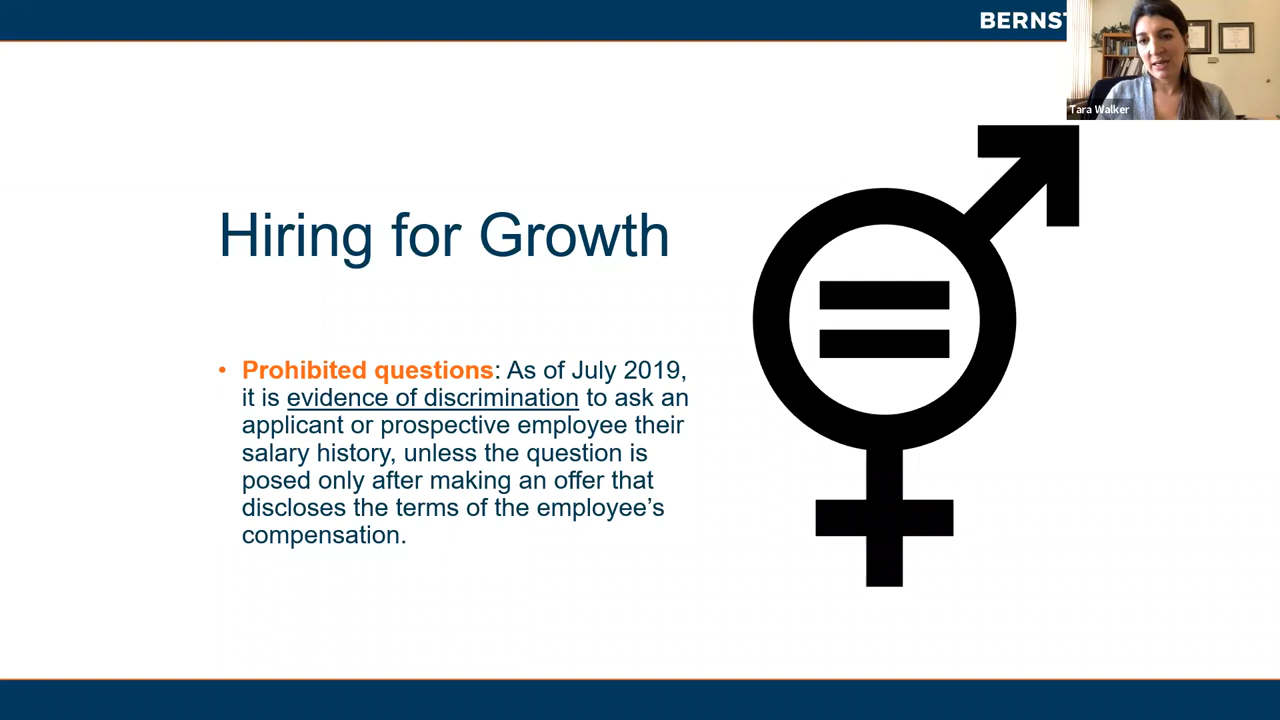 BERNST
Tara Walker
Hiring for Growth
• Prohibited questions: As of July 2019,
it is evidence of discrimination to ask an
applicant or prospective employee their
salary history, unless the question is
posed only after making an offer that
discloses the terms of the employee’s
compensation.